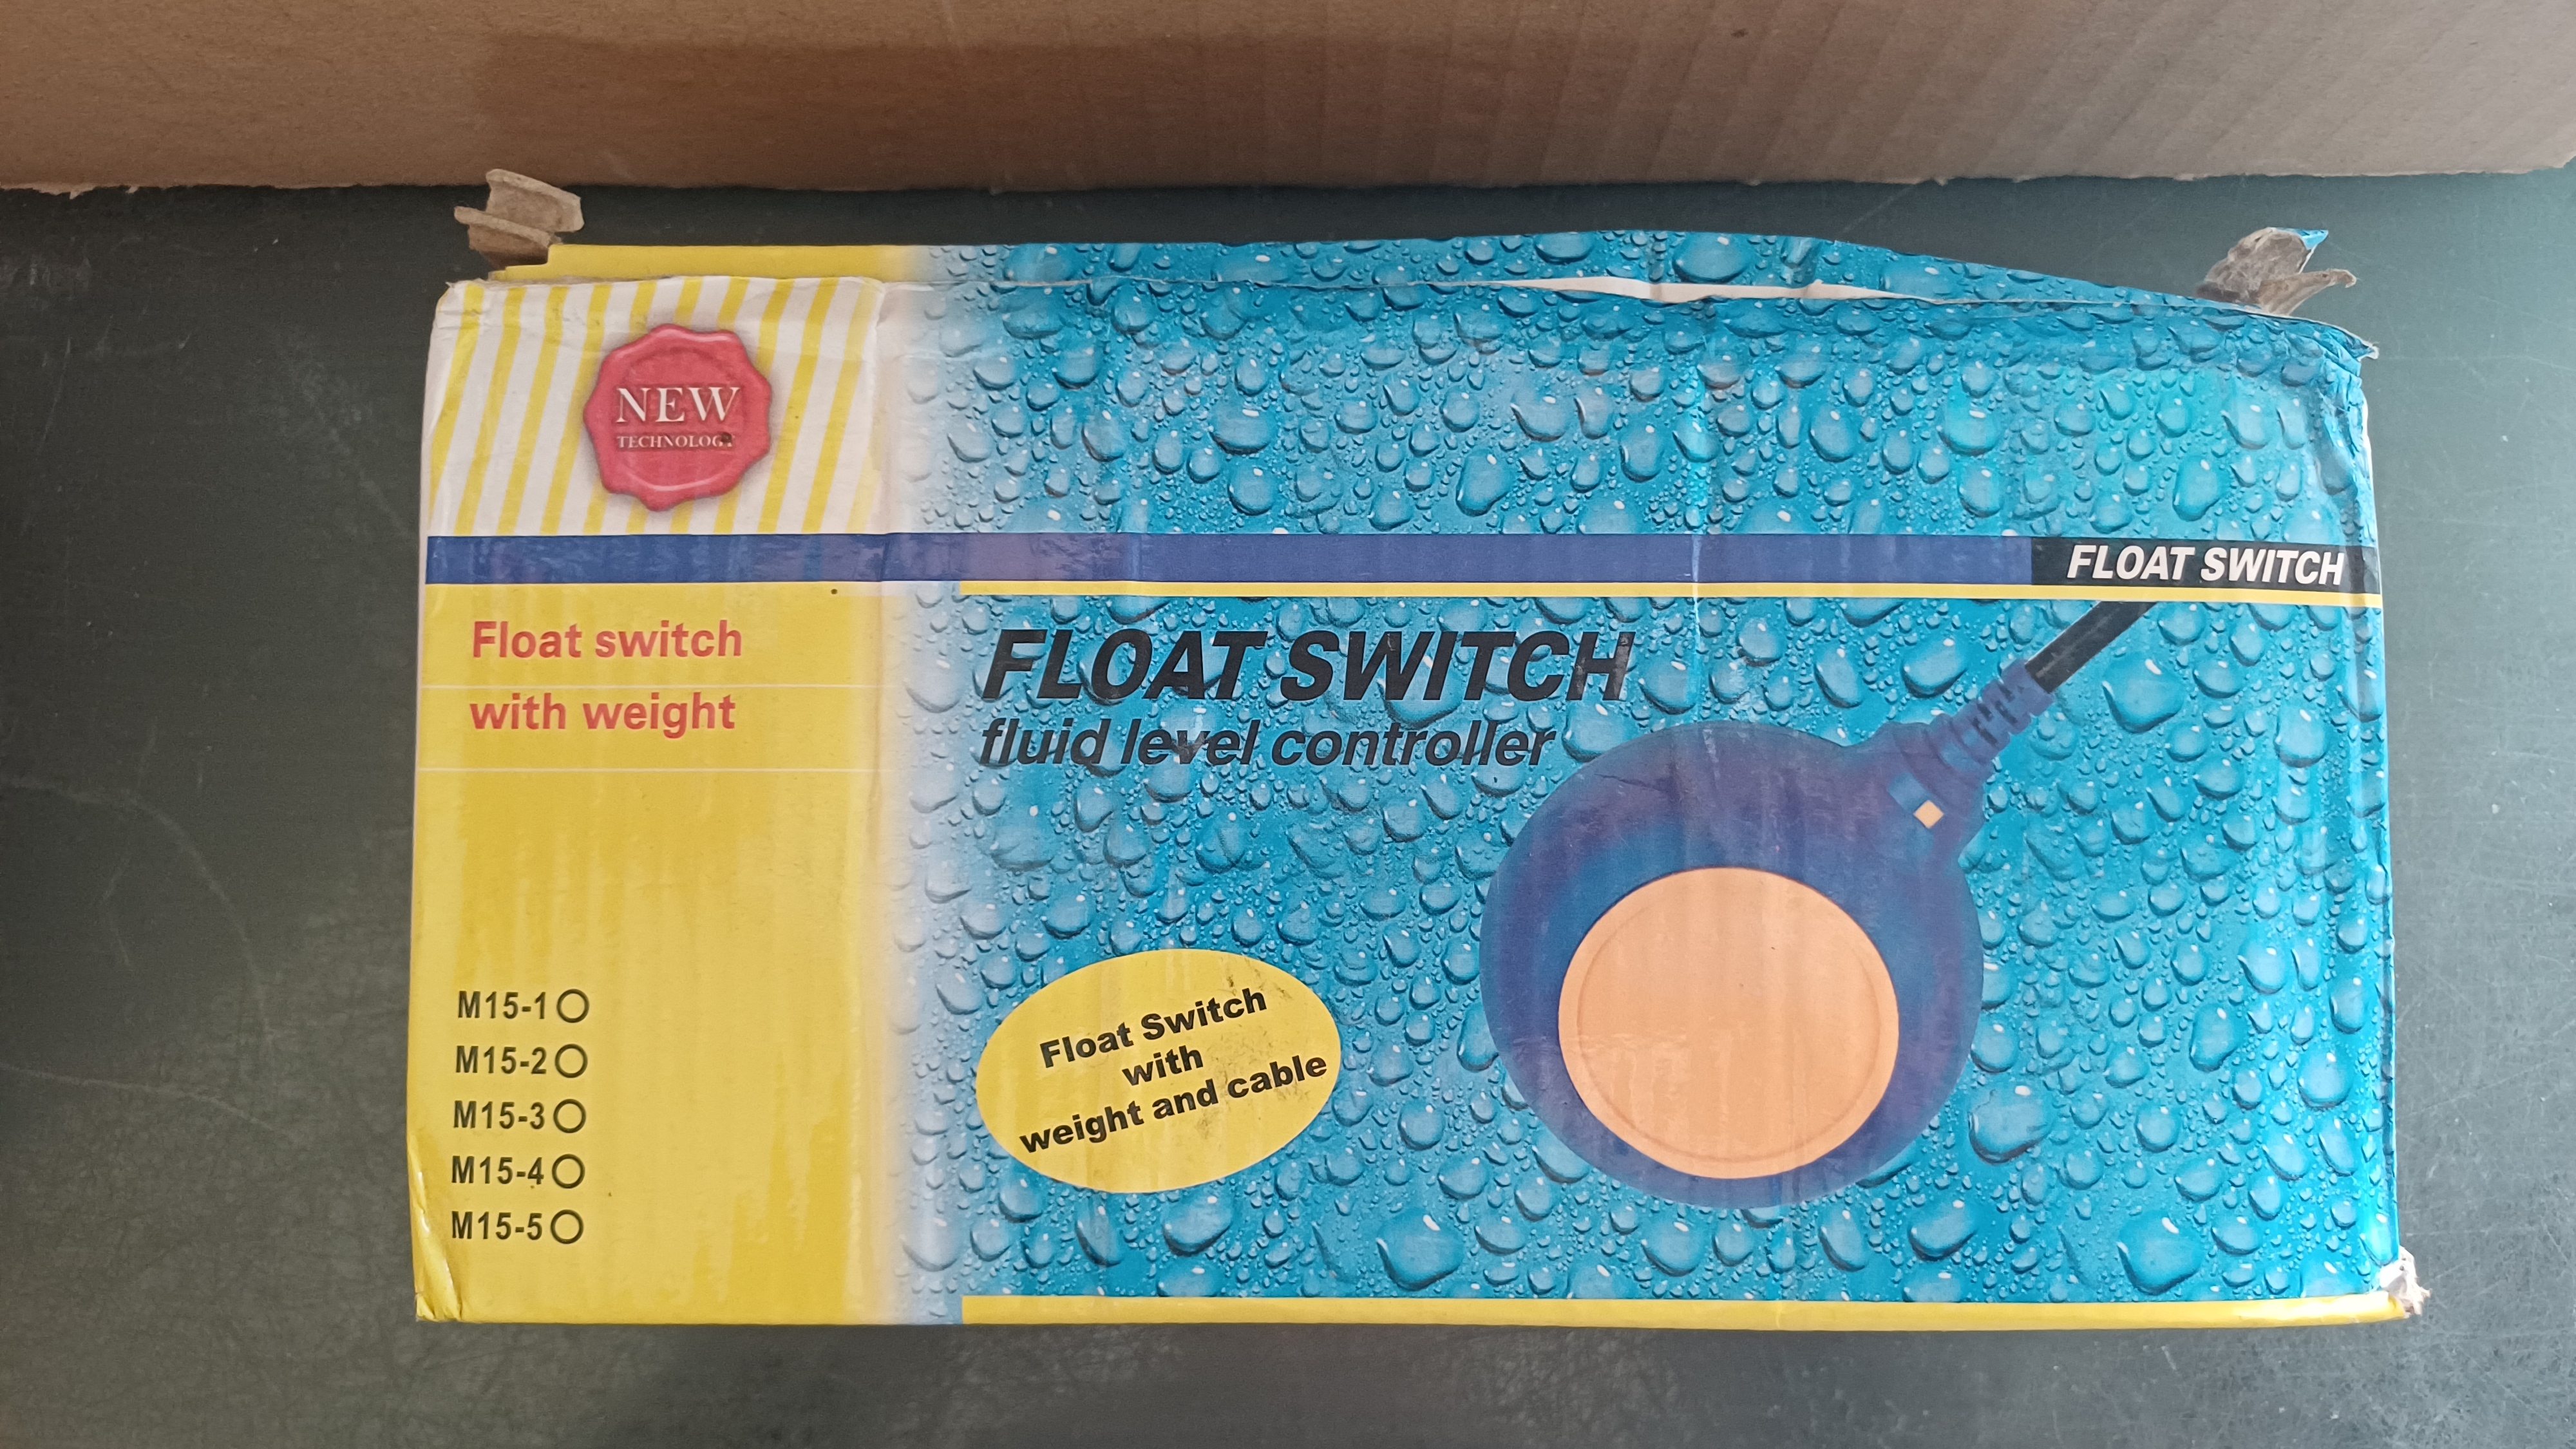 NEW
TECHNOLOGY
FLOAT SWITCH
Float switch
with weight
FLOAT SWITCH
fluid level controller
Float Switch
with
weight and cable
M15-1
M15-2
M15-3
M15-4
M15-5